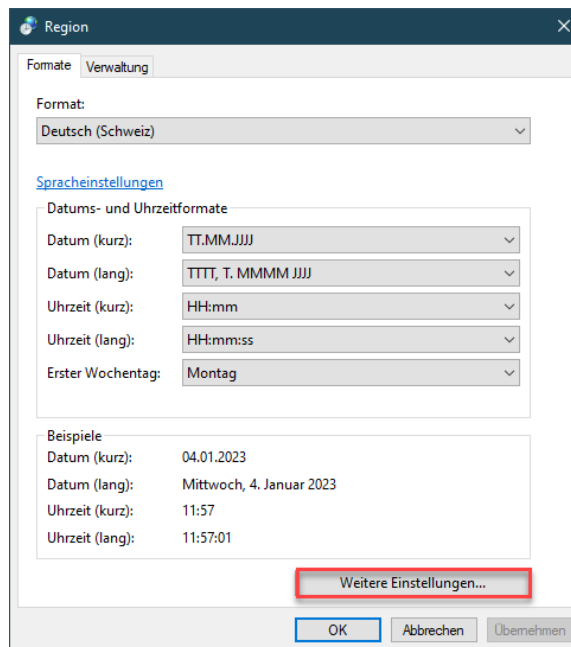 Region
Formate Verwaltung
Format:
Deutsch (Schweiz)
Spracheinstellungen
Datums- und Uhrzeitformate
Datum (kurz): TT.MM.JJJJ
Datum (lang): TTTT, T. MMMM JJJJ
Uhrzeit (kurz): HH:mm
Uhrzeit (lang): HH:mm:ss
Erster Wochentag: Montag
Beispiele
Datum (kurz): 04.01.2023
Datum (lang): Mittwoch, 4. Januar 2023
Uhrzeit (kurz): 11:57
Uhrzeit (lang): 11:57:01
Weitere Einstellungen...
OK Abbrechen Übernehmen